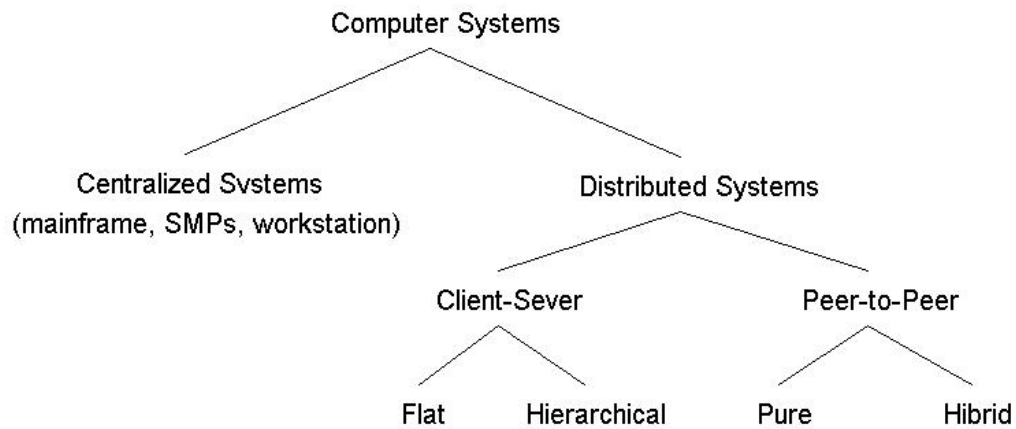 Computer Systems
Centralized Svstems
(mainframe, SMPs, workstation)
Distributed Systems
Client-Sever
Peer-to-Peer
Flat
Hierarchical
Pure
Hibrid